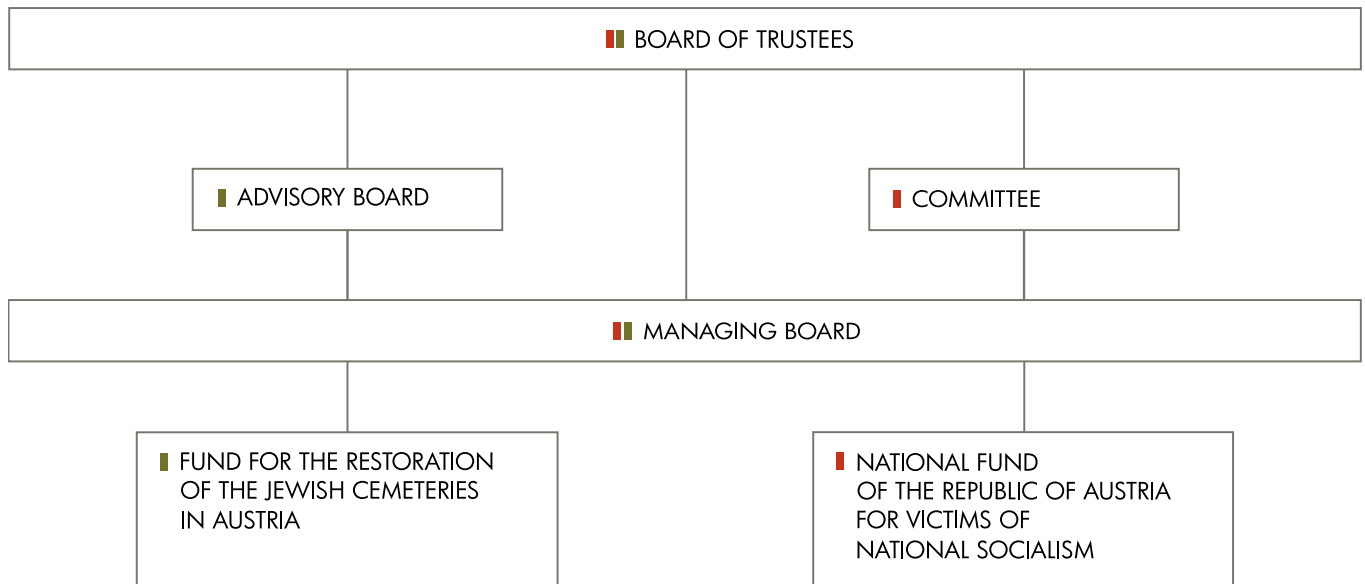 BOARD OF TRUSTEES
ADVISORY BOARD
COMMITTEE
MANAGING BOARD
FUND FOR THE RESTORATION
OF THE JEWISH CEMETERIES
IN AUSTRIA
NATIONAL FUND
OF THE REPUBLIC OF AUSTRIA
FOR VICTIMS OF
NATIONAL SOCIALISM